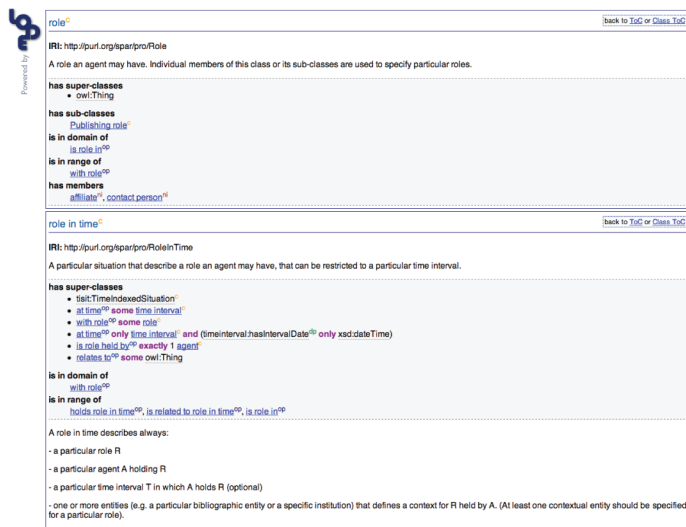 LODE
Powered by
role c
back to ToC or Class ToC
IRI: http://purl.org/spar/pro/Role
A role an agent may have. Individual members of this class or its sub-classes are used to specify particular roles.
has super-classes
• owl:Thing
has sub-classes
Publishing role c
is in domain of
is role in op
is in range of
with role op
has members
affiliate ni, contact person ni
role in time c
back to ToC or Class ToC
IRI: http://purl.org/spar/pro/RoleInTime
A particular situation that describe a role an agent may have, that can be restricted to a particular time interval.
has super-classes
• tisit:TimeIndexedSituation c
• at time op some time interval c
• with role op some role c
• at time op only time interval c and (timeinterval:hasIntervalDate dp only xsd:dateTime)
• is role held by op exactly 1 agent c
• relates to op some owl:Thing
is in domain of
with role op
is in range of
holds role in time op, is related to role in time op, is role in op
A role in time describes always:
- a particular role R
- a particular agent A holding R
- a particular time interval T in which A holds R (optional)
- one or more entities (e.g. a particular bibliographic entity or a specific institution) that defines a context for R held by A. (At least one contextual entity should be specified
for a particular role).